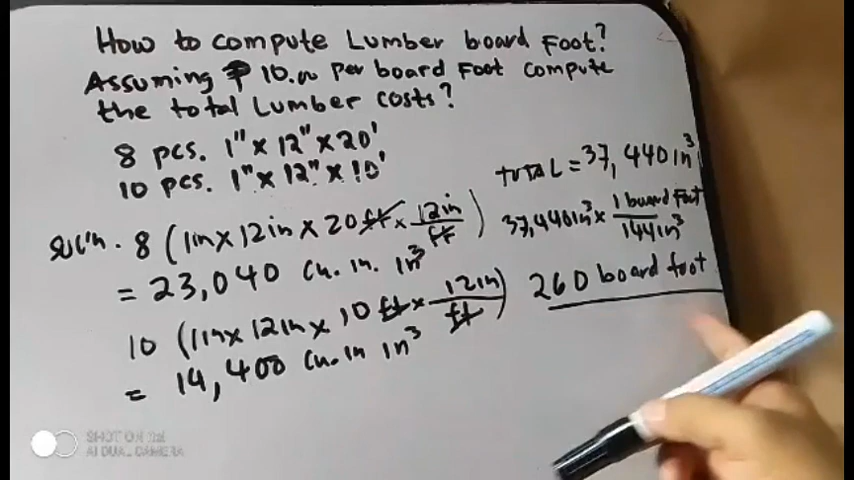 How to compute Lumber board Foot?
Assuming ₱ 10.00 per board Foot compute
the total Lumber costs?
8 pcs. 1" x 12" x 20'
10 pcs. 1" x 12" x 10'
sol'n. 8 (1in x 12in x 20 ft x 12in/ft)
= 23,040 cu. in. in³
10 (1in x 12in x 10 ft x 12in/ft)
= 14,400 cu. in in³
TOTAL = 37,440 in³
37,440in³ x 1 board foot/144in³
260 board foot
SHOT ON
AI DUAL CAMERA